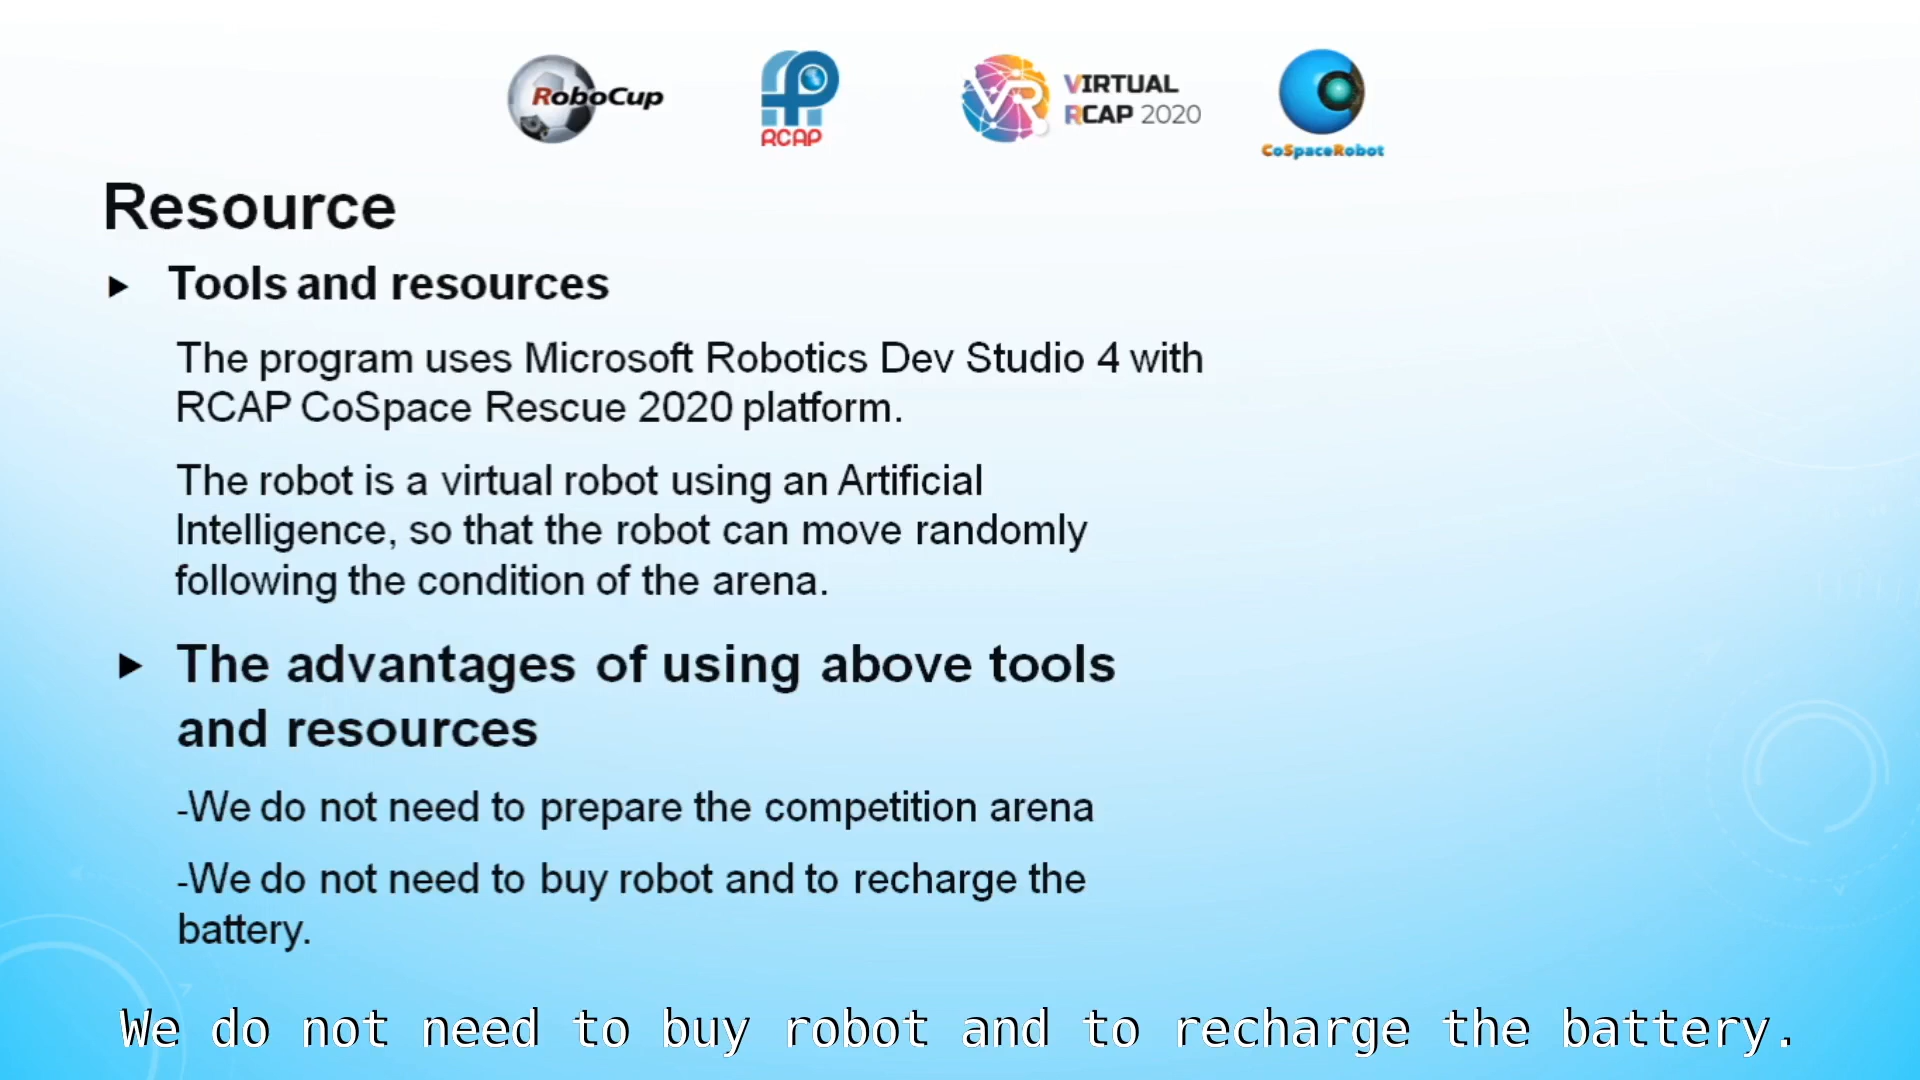 RoboCup
RCAP
VR
VIRTUAL
RCAP 2020
CoSpaceRobot
Resource
Tools and resources
The program uses Microsoft Robotics Dev Studio 4 with
RCAP CoSpace Rescue 2020 platform.
The robot is a virtual robot using an Artificial
Intelligence, so that the robot can move randomly
following the condition of the arena.
The advantages of using above tools
and resources
-We do not need to prepare the competition arena
-We do not need to buy robot and to recharge the
battery.
We do not need to buy robot and to recharge the battery.